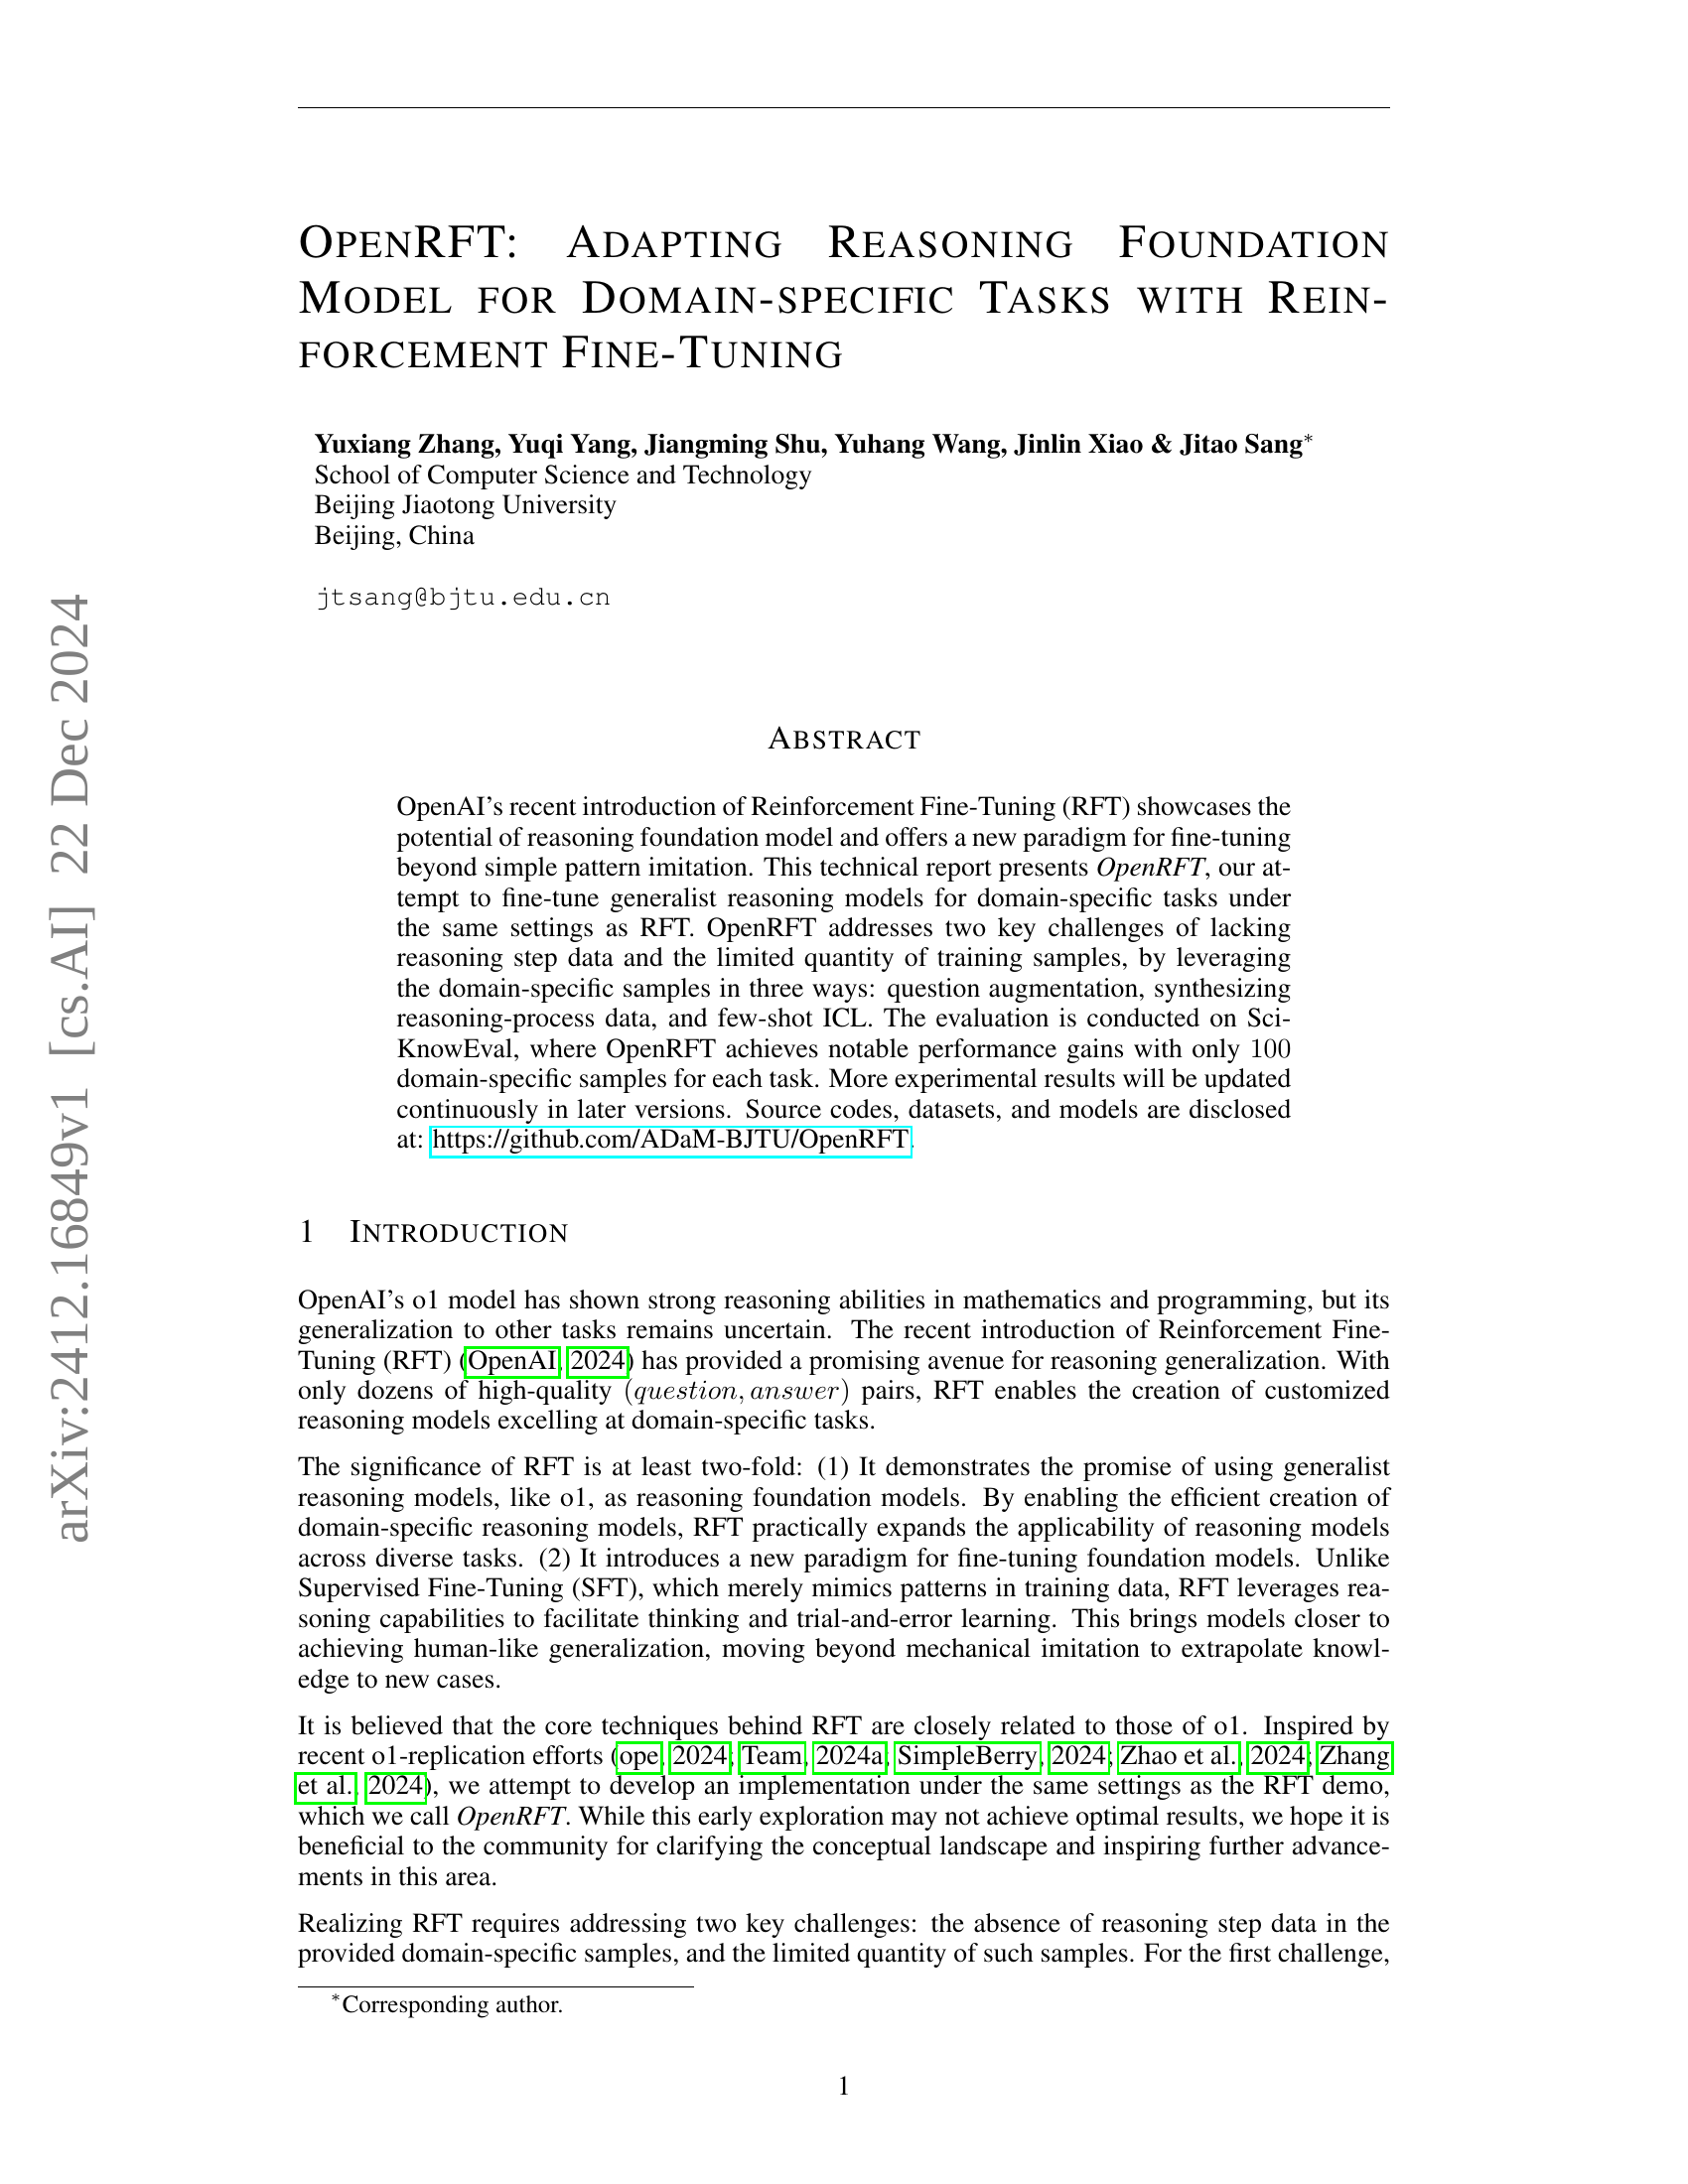 arXiv:2412.16849v1 [cs.AI] 22 Dec 2024
OPENRFT: ADAPTING REASONING FOUNDATION
MODEL FOR DOMAIN-SPECIFIC TASKS WITH REIN-
FORCEMENT FINE-TUNING
Yuxiang Zhang, Yuqi Yang, Jiangming Shu, Yuhang Wang, Jinlin Xiao & Jitao Sang*
School of Computer Science and Technology
Beijing Jiaotong University
Beijing, China
jtsang@bjtu.edu.cn
ABSTRACT
OpenAI's recent introduction of Reinforcement Fine-Tuning (RFT) showcases the
potential of reasoning foundation model and offers a new paradigm for fine-tuning
beyond simple pattern imitation. This technical report presents OpenRFT, our at-
tempt to fine-tune generalist reasoning models for domain-specific tasks under
the same settings as RFT. OpenRFT addresses two key challenges of lacking
reasoning step data and the limited quantity of training samples, by leveraging
the domain-specific samples in three ways: question augmentation, synthesizing
reasoning-process data, and few-shot ICL. The evaluation is conducted on Sci-
KnowEval, where OpenRFT achieves notable performance gains with only 100
domain-specific samples for each task. More experimental results will be updated
continuously in later versions. Source codes, datasets, and models are disclosed
at: https://github.com/ADaM-BJTU/OpenRFT.
1 INTRODUCTION
OpenAI's o1 model has shown strong reasoning abilities in mathematics and programming, but its
generalization to other tasks remains uncertain. The recent introduction of Reinforcement Fine-
Tuning (RFT) (OpenAI, 2024) has provided a promising avenue for reasoning generalization. With
only dozens of high-quality (question, answer) pairs, RFT enables the creation of customized
reasoning models excelling at domain-specific tasks.
The significance of RFT is at least two-fold: (1) It demonstrates the promise of using generalist
reasoning models, like o1, as reasoning foundation models. By enabling the efficient creation of
domain-specific reasoning models, RFT practically expands the applicability of reasoning models
across diverse tasks. (2) It introduces a new paradigm for fine-tuning foundation models. Unlike
Supervised Fine-Tuning (SFT), which merely mimics patterns in training data, RFT leverages rea-
soning capabilities to facilitate thinking and trial-and-error learning. This brings models closer to
achieving human-like generalization, moving beyond mechanical imitation to extrapolate knowl-
edge to new cases.
It is believed that the core techniques behind RFT are closely related to those of o1. Inspired by
recent o1-replication efforts (ope, 2024; Team, 2024a; SimpleBerry, 2024; Zhao et al., 2024; Zhang
et al., 2024), we attempt to develop an implementation under the same settings as the RFT demo,
which we call OpenRFT. While this early exploration may not achieve optimal results, we hope it is
beneficial to the community for clarifying the conceptual landscape and inspiring further advance-
ments in this area.
Realizing RFT requires addressing two key challenges: the absence of reasoning step data in the
provided domain-specific samples, and the limited quantity of such samples. For the first challenge,
*Corresponding author.
1